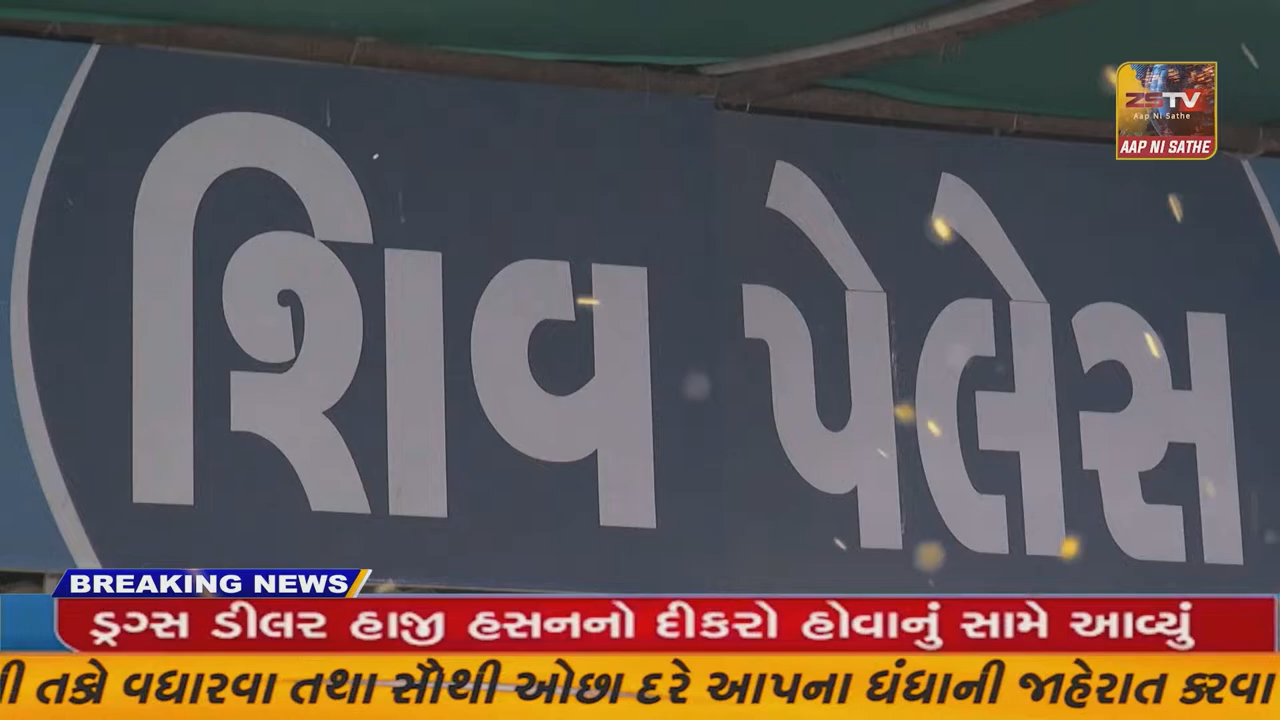 શિવ પેલેસ
ZSTV
Aap Ni Sathe
AAP NI SATHE
BREAKING NEWS
ડ્રગ્સ ડીલર હાજી હસનનો દીકરો હોવાનું સામે આવ્યું
તકો વધારવા તથા સૌથી ઓછા દરે આપના ધંધાની જાહેરાત કરવા